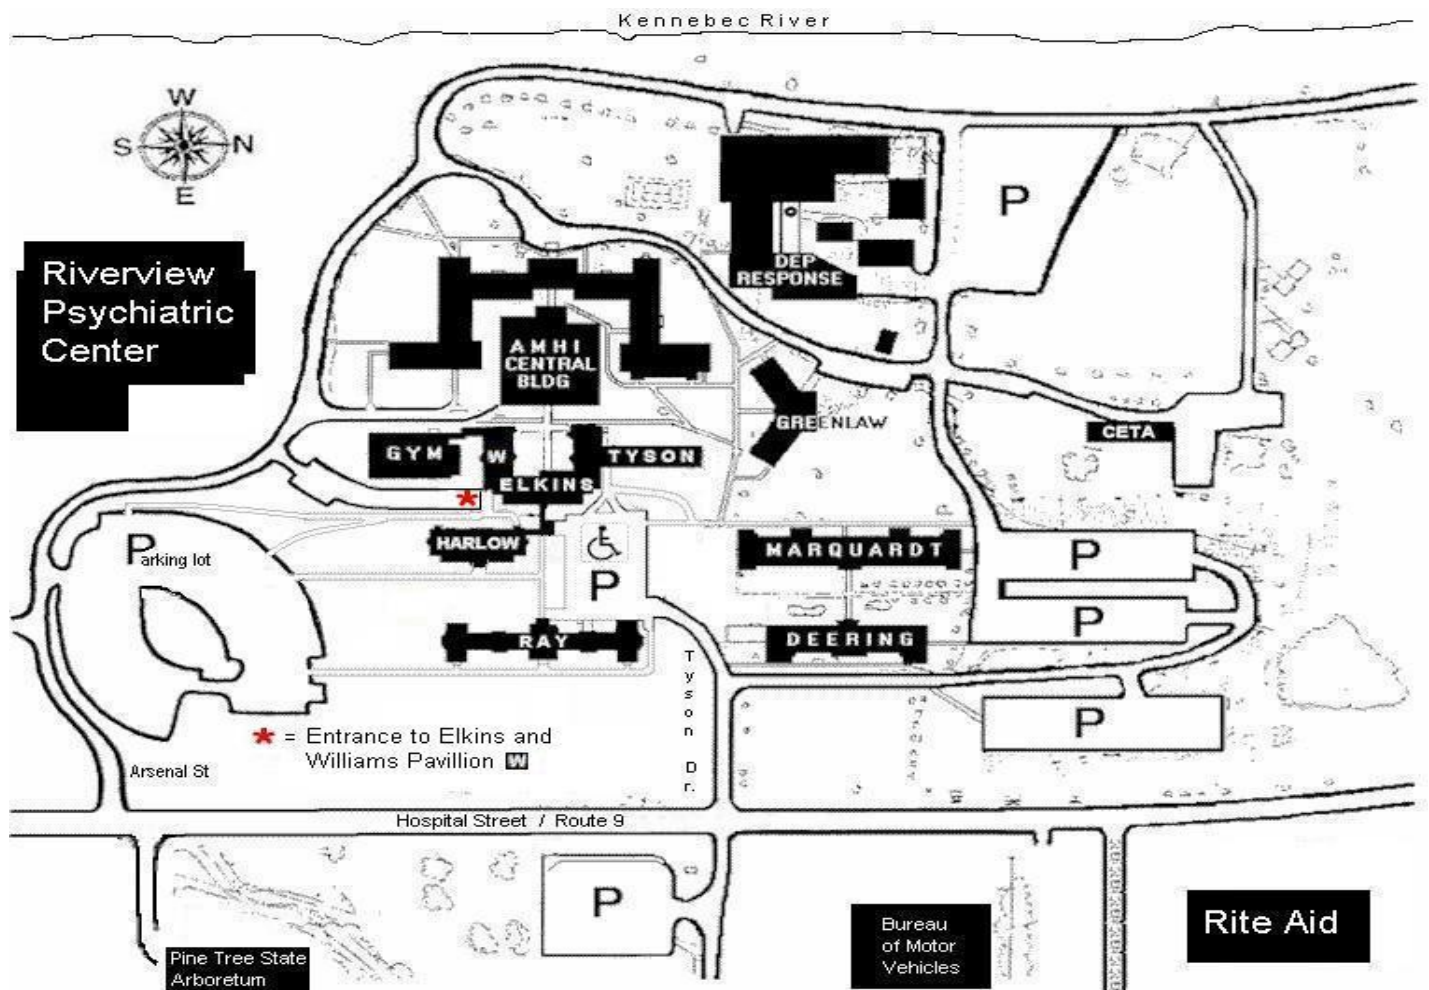 Kennebec River
W
S N
E
Riverview
Psychiatric
Center
P
DEP
RESPONSE
AMHI
CENTRAL
BLDG
GREENLAW
CETA
GYM
W
TYSON
ELKINS
HARLOW
MARQUARDT
P
Parking lot
P
P
RAY
DEERING
Tyson Dr.
P
* = Entrance to Elkins and
Williams Pavillion W
Arsenal St
Hospital Street / Route 9
P
Bureau
of Motor
Vehicles
Rite Aid
Pine Tree State
Arboretum